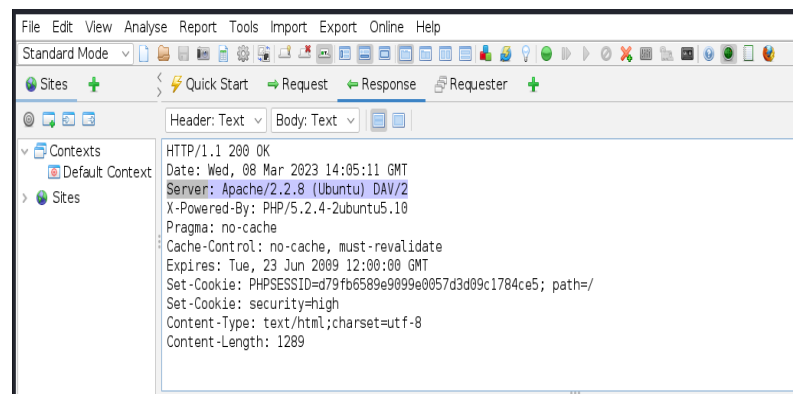 File Edit View Analyse Report Tools Import Export Online Help
Standard Mode
Sites Quick Start Request Response Requester
Header: Text Body: Text
Contexts
Default Context
Sites
HTTP/1.1 200 OK
Date: Wed, 08 Mar 2023 14:05:11 GMT
Server: Apache/2.2.8 (Ubuntu) DAV/2
X-Powered-By: PHP/5.2.4-2ubuntu5.10
Pragma: no-cache
Cache-Control: no-cache, must-revalidate
Expires: Tue, 23 Jun 2009 12:00:00 GMT
Set-Cookie: PHPSESSID=d79fb6589e9099e0057d3d09c1784ce5; path=/
Set-Cookie: security=high
Content-Type: text/html;charset=utf-8
Content-Length: 1289